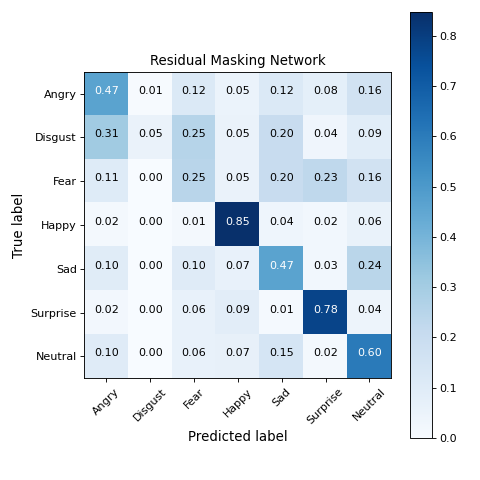 Residual Masking Network
Angry 0.47 0.01 0.12 0.05 0.12 0.08 0.16
Disgust 0.31 0.05 0.25 0.05 0.20 0.04 0.09
Fear 0.11 0.00 0.25 0.05 0.20 0.23 0.16
Happy 0.02 0.00 0.01 0.85 0.04 0.02 0.06
Sad 0.10 0.00 0.10 0.07 0.47 0.03 0.24
Surprise 0.02 0.00 0.06 0.09 0.01 0.78 0.04
Neutral 0.10 0.00 0.06 0.07 0.15 0.02 0.60
Angry Disgust Fear Happy Sad Surprise Neutral
Predicted label
True label
0.8
0.7
0.6
0.5
0.4
0.3
0.2
0.1
0.0